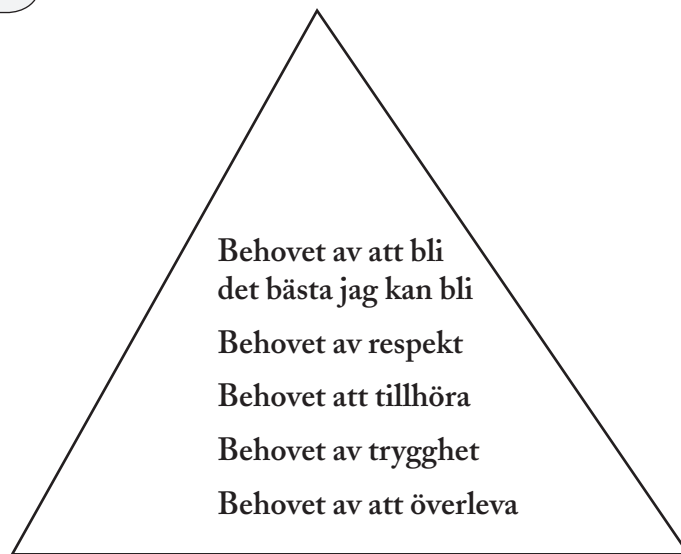 Behovet av att bli
det bästa jag kan bli
Behovet av respekt
Behovet att tillhöra
Behovet av trygghet
Behovet av att överleva